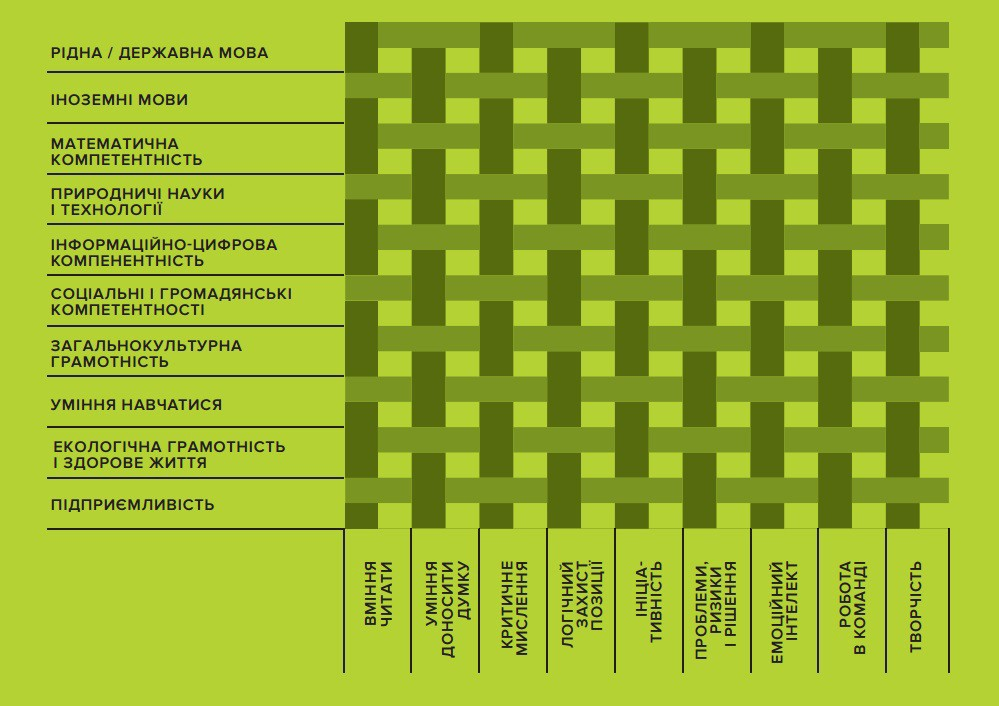 РІДНА / ДЕРЖАВНА МОВА
ІНОЗЕМНІ МОВИ
МАТЕМАТИЧНА
КОМПЕТЕНТНІСТЬ
ПРИРОДНИЧІ НАУКИ
І ТЕХНОЛОГІЇ
ІНФОРМАЦІЙНО-ЦИФРОВА
КОМПЕНЕНТНІСТЬ
СОЦІАЛЬНІ І ГРОМАДЯНСЬКІ
КОМПЕТЕНТНОСТІ
ЗАГАЛЬНОКУЛЬТУРНА
ГРАМОТНІСТЬ
УМІННЯ НАВЧАТИСЯ
ЕКОЛОГІЧНА ГРАМОТНІСТЬ
І ЗДОРОВЕ ЖИТТЯ
ПІДПРИЄМЛИВІСТЬ
ВМІННЯ
ЧИТАТИ
УМІННЯ
ДОНОСИТИ
ДУМКУ
КРИТИЧНЕ
МИСЛЕННЯ
ЛОГІЧНИЙ
ЗАХИСТ
ПОЗИЦІЇ
ІНІЦІА-
ТИВНІСТЬ
ПРОБЛЕМИ,
РИЗИКИ
І РІШЕННЯ
ЕМОЦІЙНИЙ
ІНТЕЛЕКТ
РОБОТА
В КОМАНДІ
ТВОРЧІСТЬ